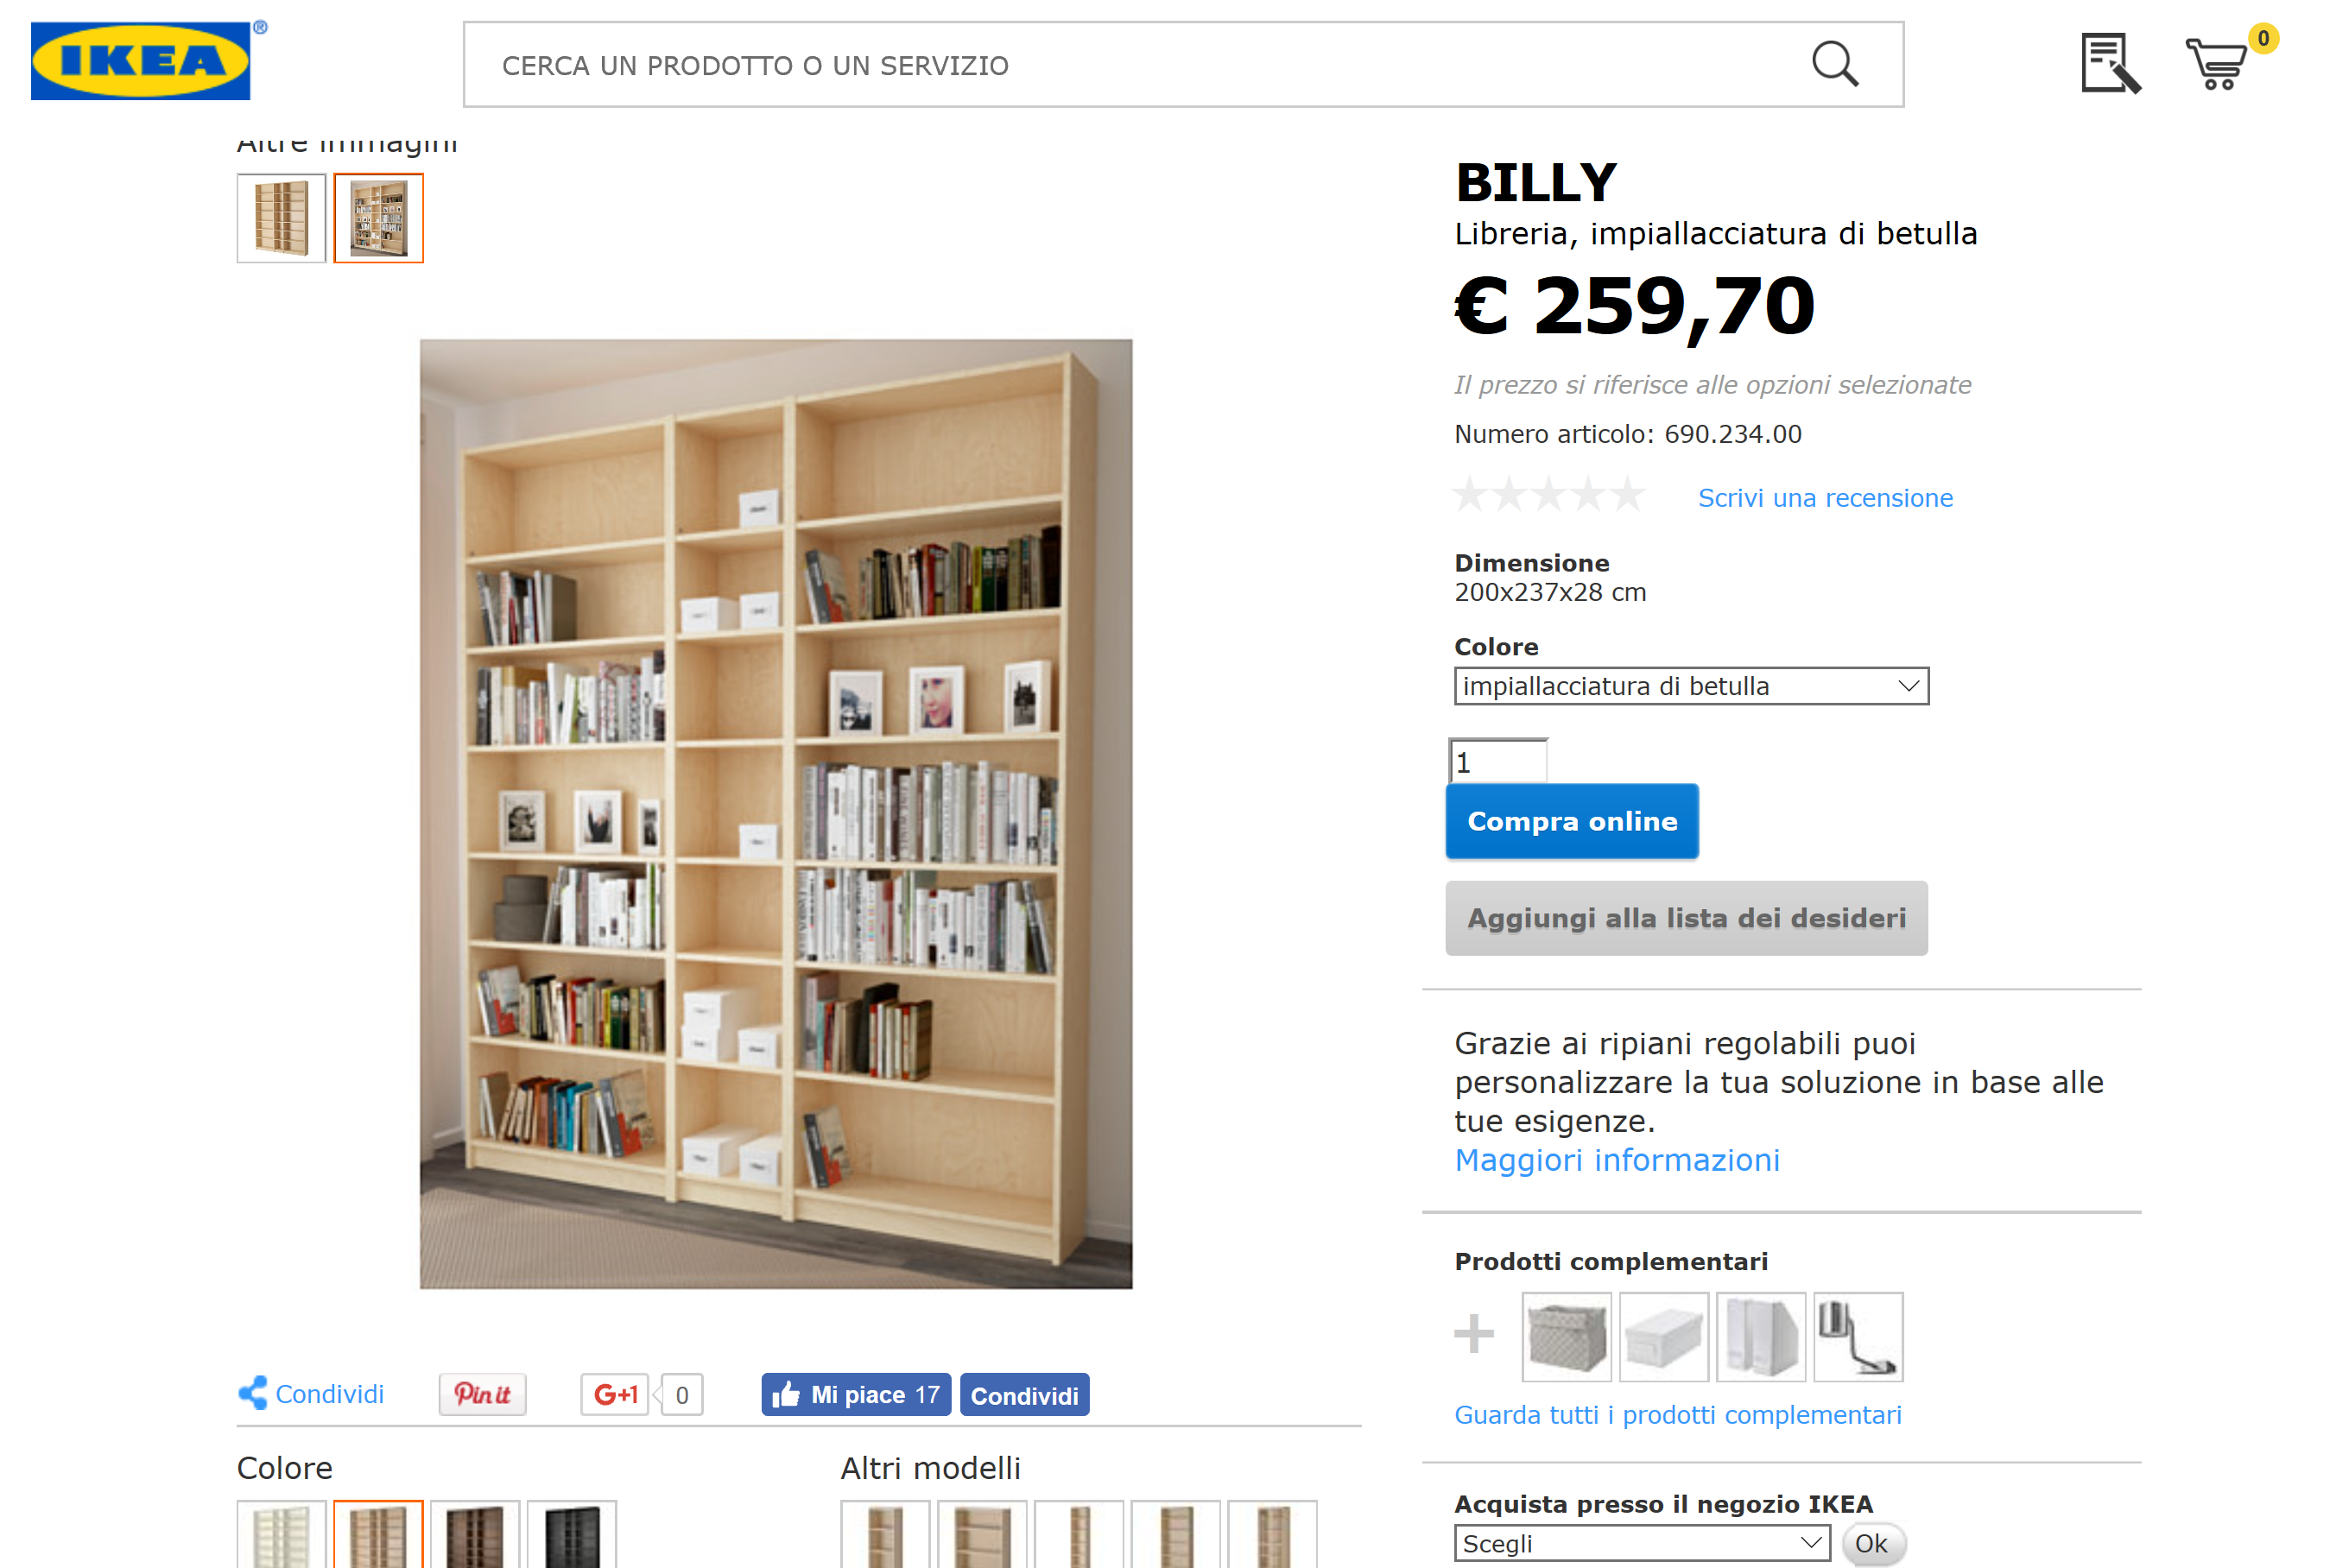 IKEA®
CERCA UN PRODOTTO O UN SERVIZIO
0
Altre immagini
BILLY
Libreria, impiallacciatura di betulla
€ 259,70
Il prezzo si riferisce alle opzioni selezionate
Numero articolo: 690.234.00
Scrivi una recensione
Dimensione
200x237x28 cm
Colore
impiallacciatura di betulla
1
Compra online
Aggiungi alla lista dei desideri
Grazie ai ripiani regolabili puoi
personalizzare la tua soluzione in base alle
tue esigenze.
Maggiori informazioni
Prodotti complementari
Guarda tutti i prodotti complementari
Acquista presso il negozio IKEA
Scegli
Ok
Condividi
Pin it
G+1
0
Mi piace 17
Condividi
Colore
Altri modelli